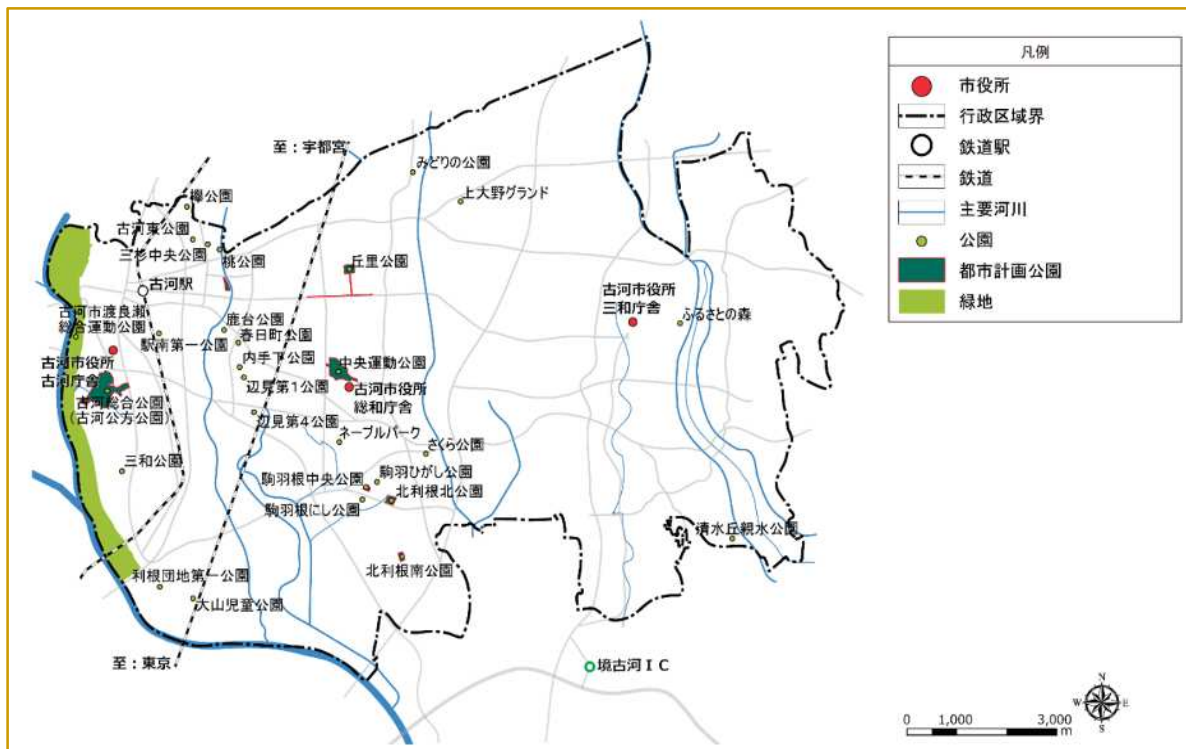 凡例
市役所
行政区域界
鉄道駅
鉄道
主要河川
公園
都市計画公園
緑地
至：宇都宮
みどりの公園
上大野グランド
欅公園
古河東公園
三杉中央公園
桃公園
古河駅
丘里公園
古河市役所
三和庁舎
ふるさとの森
古河市渡良瀬
総合運動公園
鹿台公園
春日町公園
駅南第一公園
内手下公園
中央運動公園
古河市役所
古河庁舎
辺見第1公園
古河市役所
総和庁舎
古河総合公園
（古河公方公園）
辺見第4公園
ネーブルパーク
さくら公園
三和公園
駒羽根中央公園
駒羽ひがし公園
北利根北公園
駒羽根にし公園
清水丘親水公園
北利根南公園
利根団地第一公園
大山児童公園
至：東京
境古河ＩＣ
N
W
E
S
0 1,000 3,000
m